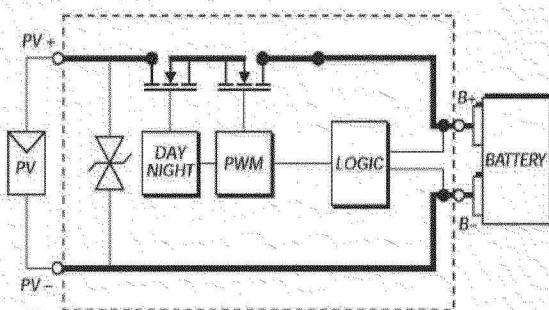 PV +
B+
PV
DAY
NIGHT
PWM
LOGIC
BATTERY
B−
PV −